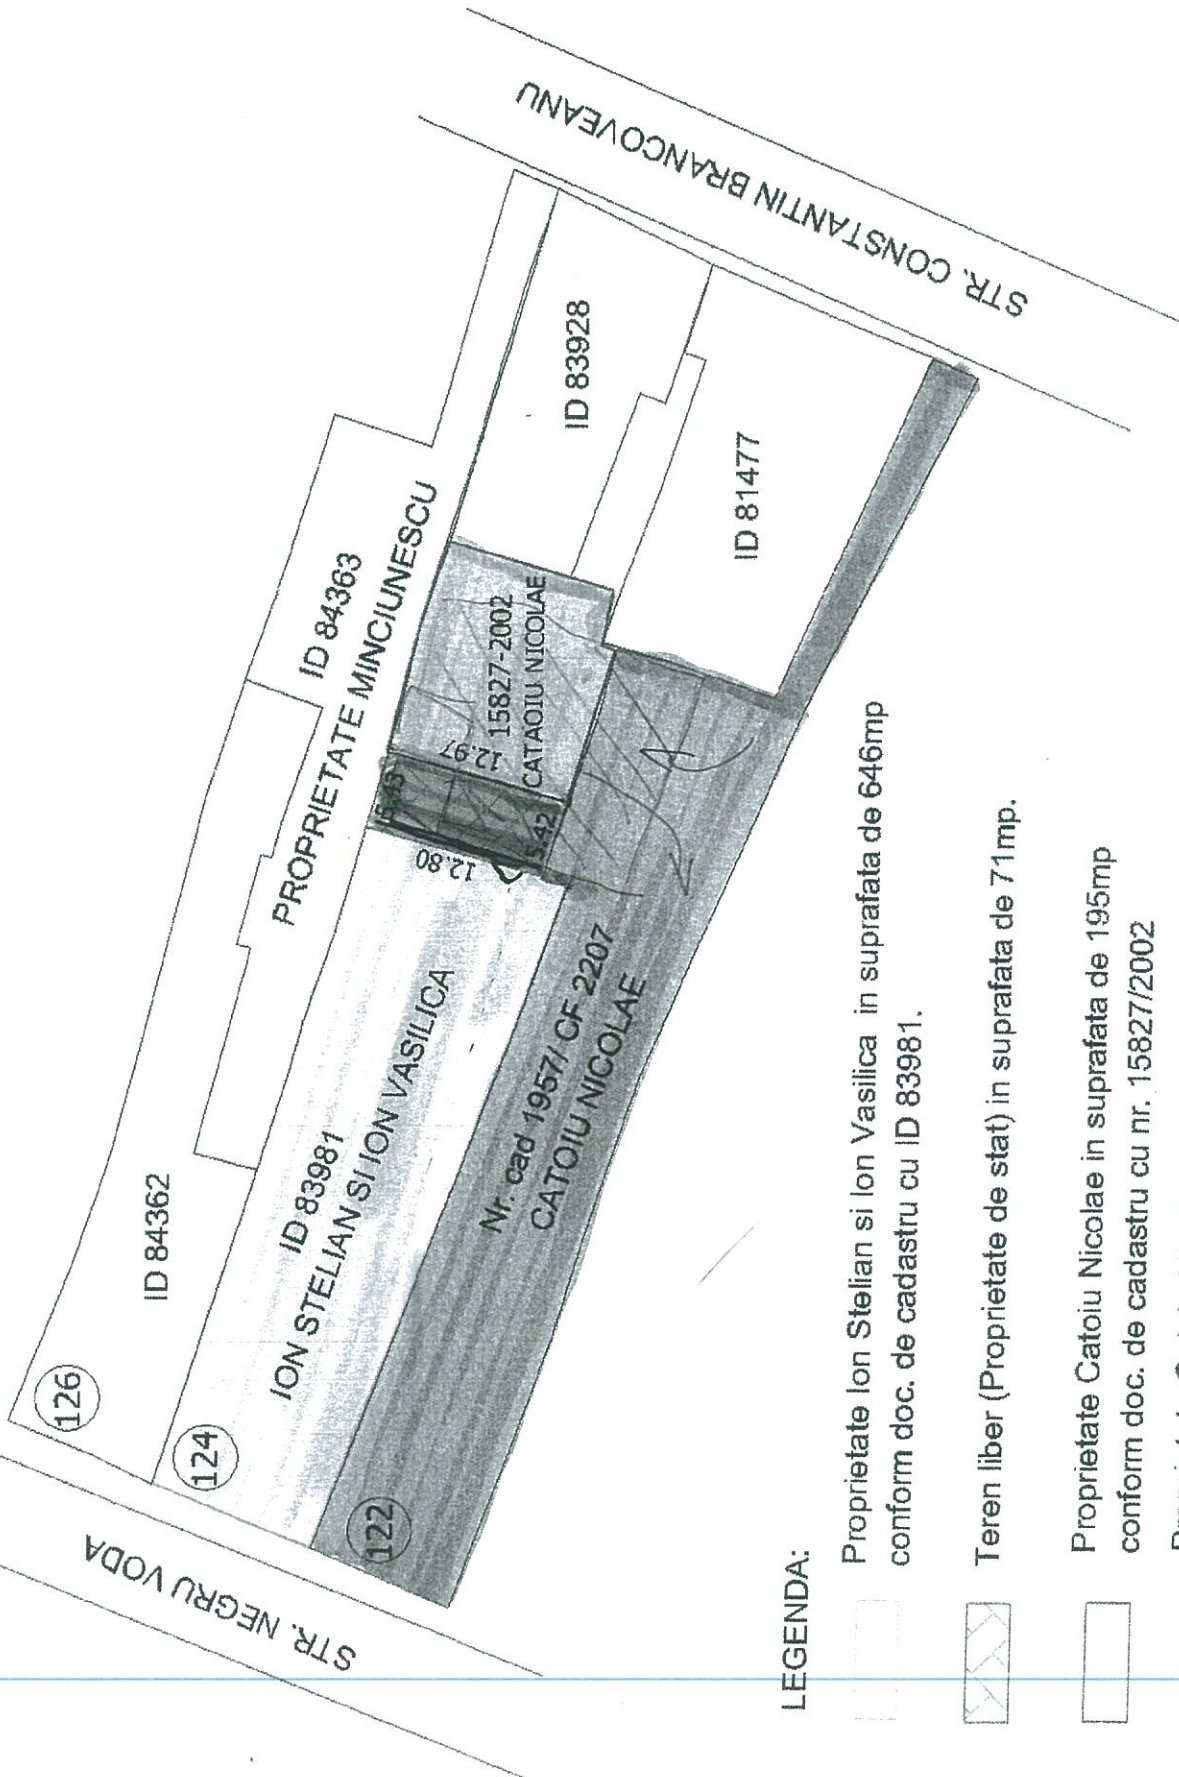 STR. CONSTANTIN BRANCOVEANU
ID 84363
PROPRIETATE MINCIUNESCU
ID 83928
ID 81477
15827-2002
CATAOIU NICOLAE
12.97
5.42
12.80
126
ID 84362
124
ID 83981
ION STELIAN SI ION VASILICA
122
Nr. cad 1957/ CF 2207
CATOIU NICOLAE
STR. NEGRU VODA
LEGENDA:
Proprietate Ion Stelian si Ion Vasilica in suprafata de 646mp
conform doc. de cadastru cu ID 83981.
Teren liber (Proprietate de stat) in suprafata de 71mp.
Proprietate Catoiu Nicolae in suprafata de 195mp
conform doc. de cadastru cu nr. 15827/2002